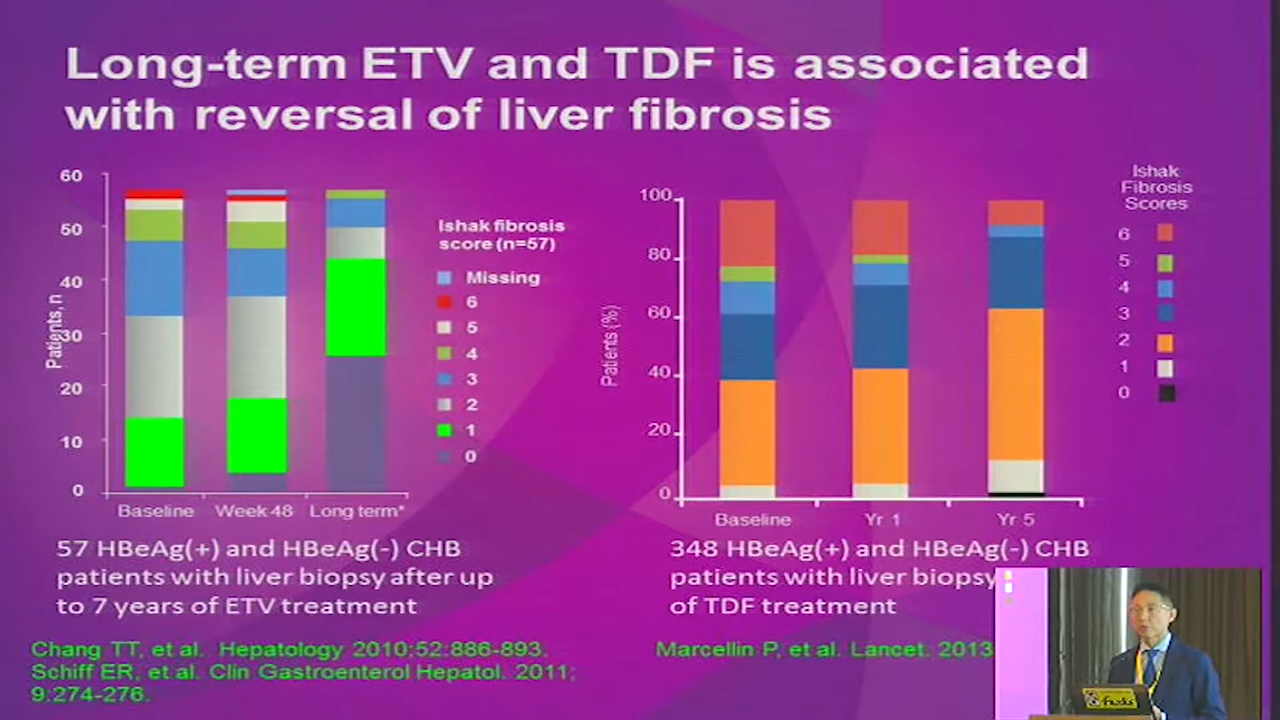 Long-term ETV and TDF is associated
with reversal of liver fibrosis
60
50
40
30
20
10
0
Patients, n
Baseline
Week 48
Long term*
Ishak fibrosis
score (n=57)
Missing
6
5
4
3
2
1
0
57 HBeAg(+) and HBeAg(-) CHB
patients with liver biopsy after up
to 7 years of ETV treatment
Chang TT, et al. Hepatology 2010;52:886-893.
Schiff ER, et al. Clin Gastroenterol Hepatol. 2011;
9:274-276.
100
80
60
40
20
0
Patients (%)
Baseline
Yr 1
Yr 5
Ishak
Fibrosis
Scores
6
5
4
3
2
1
0
348 HBeAg(+) and HBeAg(-) CHB
patients with liver biopsy
of TDF treatment
Marcellin P, et al. Lancet. 2013